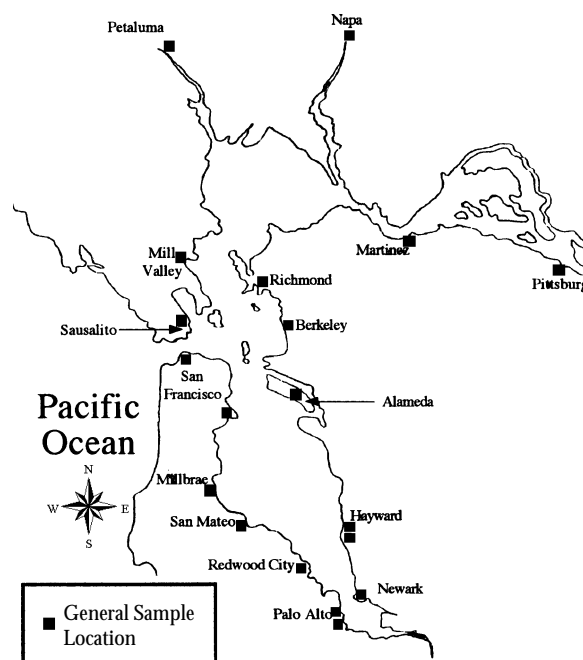 Petaluma
Napa
Mill
Valley
Martinez
Richmond
Pittsburg
Sausalito
Berkeley
San
Francisco
Pacific
Ocean
Alameda
N
W
E
S
Millbrae
San Mateo
Hayward
Redwood City
Newark
Palo Alto
General Sample
Location